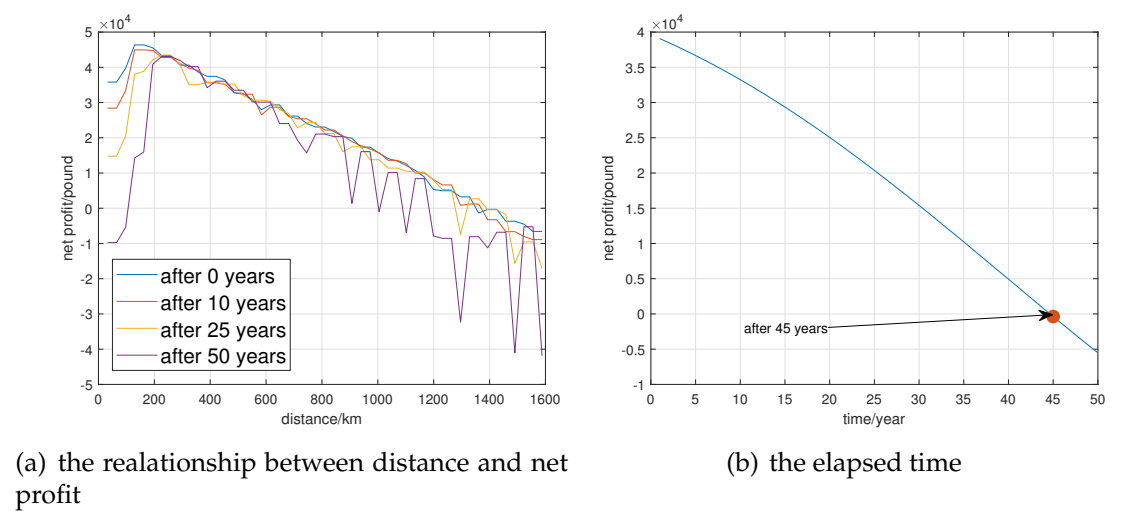 ×10⁴
5
4
3
2
1
0
-1
-2
-3
-4
-5
net profit/pound
after 0 years
after 10 years
after 25 years
after 50 years
0 200 400 600 800 1000 1200 1400 1600
distance/km
(a) the realationship between distance and net
profit
×10⁴
4
3.5
3
2.5
2
1.5
1
0.5
0
-0.5
-1
net profit/pound
after 45 years
0 5 10 15 20 25 30 35 40 45 50
time/year
(b) the elapsed time